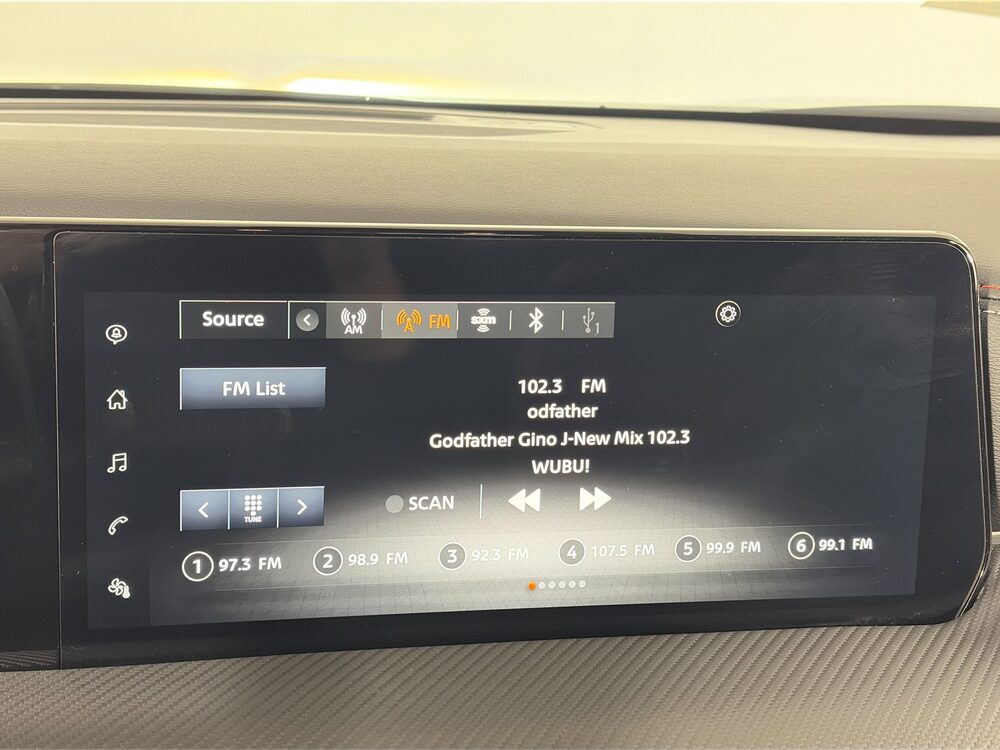 Source
AM
A FM
sxm
1
FM List
102.3 FM
odfather
Godfather Gino J-New Mix 102.3
WUBU!
TUNE
SCAN
1 97.3 FM
2 98.9 FM
3 92.3 FM
4 107.5 FM
5 99.9 FM
6 99.1 FM